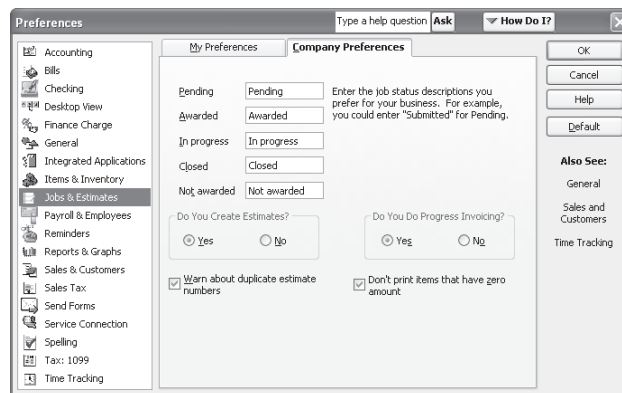 Preferences
Type a help question Ask How Do I?
Accounting
Bills
Checking
Desktop View
Finance Charge
General
Integrated Applications
Items & Inventory
Jobs & Estimates
Payroll & Employees
Reminders
Reports & Graphs
Sales & Customers
Sales Tax
Send Forms
Service Connection
Spelling
Tax: 1099
Time Tracking
My Preferences
Company Preferences
Pending Pending
Awarded Awarded
In progress In progress
Closed Closed
Not awarded Not awarded
Enter the job status descriptions you
prefer for your business. For example,
you could enter "Submitted" for Pending.
Do You Create Estimates?
Yes No
Do You Do Progress Invoicing?
Yes No
Warn about duplicate estimate
numbers
Don't print items that have zero
amount
OK
Cancel
Help
Default
Also See:
General
Sales and
Customers
Time Tracking